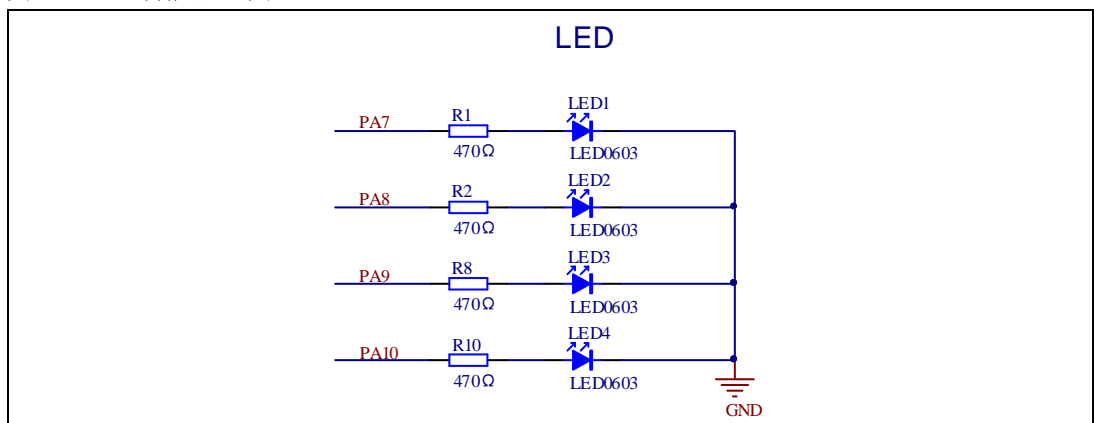 LED
LED1
PA7 R1
470Ω LED0603
LED2
PA8 R2
470Ω LED0603
LED3
PA9 R8
470Ω LED0603
LED4
PA10 R10
470Ω LED0603
GND